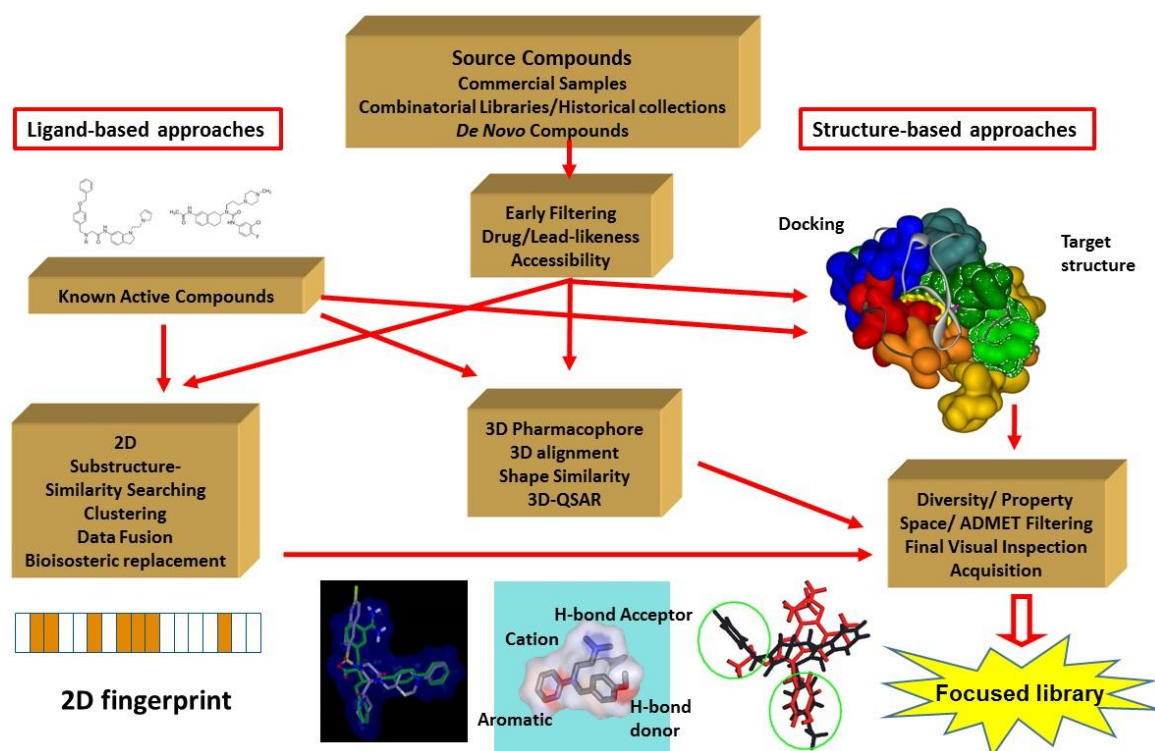 Source Compounds
Commercial Samples
Combinatorial Libraries/Historical collections
De Novo Compounds
Ligand-based approaches
Structure-based approaches
Early Filtering
Drug/Lead-likeness
Accessibility
Docking
Target
structure
Known Active Compounds
2D
Substructure-
Similarity Searching
Clustering
Data Fusion
Bioisosteric replacement
3D Pharmacophore
3D alignment
Shape Similarity
3D-QSAR
Diversity/ Property
Space/ ADMET Filtering
Final Visual Inspection
Acquisition
2D fingerprint
H-bond Acceptor
Cation
Aromatic
H-bond
donor
Focused library